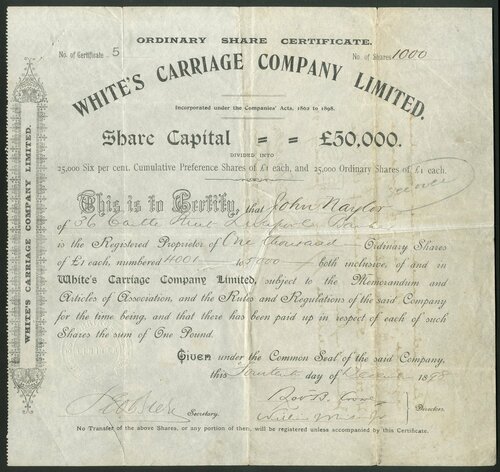 ORDINARY SHARE CERTIFICATE.
No. of Certificate 5
No. of Shares 1000
WHITE'S CARRIAGE COMPANY LIMITED.
Incorporated under the Companies' Acts, 1862 to 1898.
Share Capital = = £50,000.
DIVIDED INTO
25,000 Six per cent. Cumulative Preference Shares of £1 each, and 25,000 Ordinary Shares of £1 each.
see over
This is to Certify, that John Naylor
of 36 Castle Street Liverpool
is the Registered Proprietor of One thousand Ordinary Shares
of £1 each, numbered 4001 to 5000 both inclusive, of and in
White's Carriage Company Limited, subject to the Memorandum and
Articles of Association, and the Rules and Regulations of the said Company
for the time being, and that there has been paid up in respect of each of such
Shares the sum of One Pound.
Given under the Common Seal of the said Company,
this day of 1898
Secretary.
Directors.
No Transfer of the above Shares, or any portion of them, will be registered unless accompanied by this Certificate.
WHITE'S CARRIAGE COMPANY LIMITED.